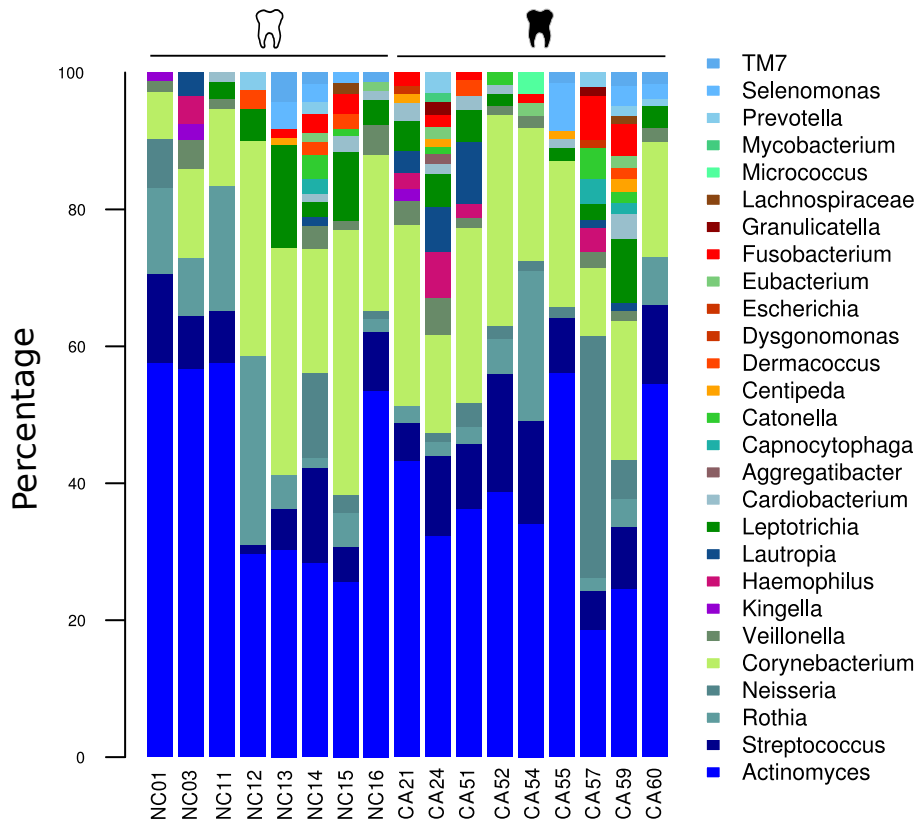 Percentage
100
80
60
40
20
0
NC01
NC03
NC11
NC12
NC13
NC14
NC15
NC16
CA21
CA24
CA51
CA52
CA54
CA55
CA57
CA59
CA60
TM7
Selenomonas
Prevotella
Mycobacterium
Micrococcus
Lachnospiraceae
Granulicatella
Fusobacterium
Eubacterium
Escherichia
Dysgonomonas
Dermacoccus
Centipeda
Catonella
Capnocytophaga
Aggregatibacter
Cardiobacterium
Leptotrichia
Lautropia
Haemophilus
Kingella
Veillonella
Corynebacterium
Neisseria
Rothia
Streptococcus
Actinomyces